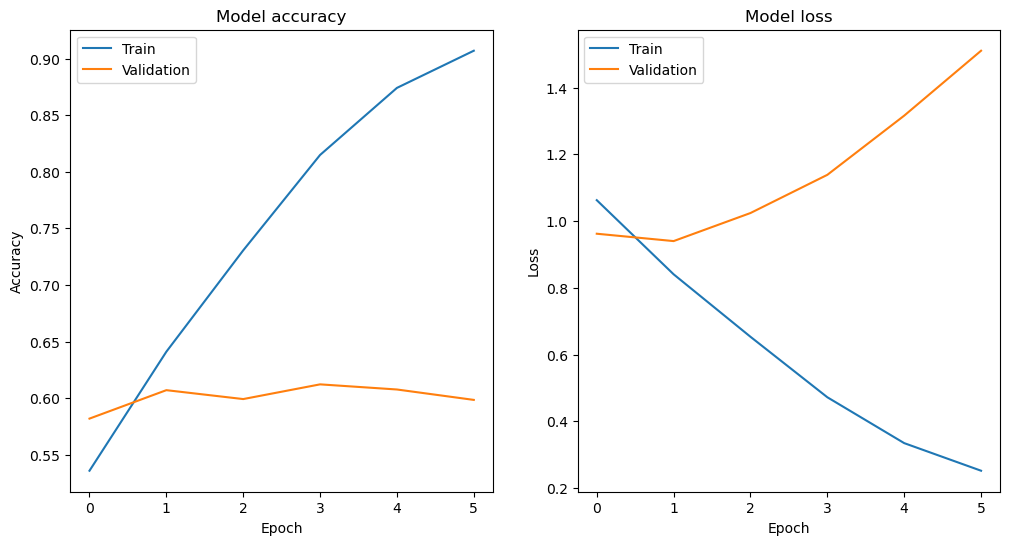 Model accuracy
Train
Validation
0.90
0.85
0.80
0.75
0.70
0.65
0.60
0.55
Accuracy
0
1
2
3
4
5
Epoch
Model loss
Train
Validation
1.4
1.2
1.0
0.8
0.6
0.4
0.2
Loss
0
1
2
3
4
5
Epoch